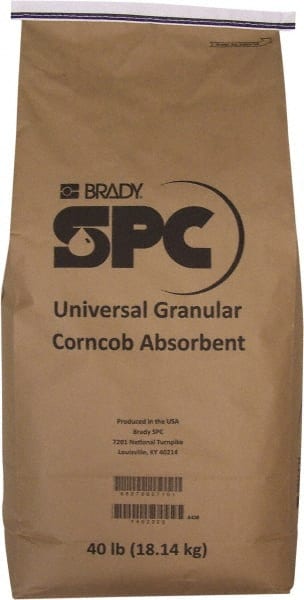 BRADY
SPC
Universal Granular
Corncob Absorbent
Produced in the USA
Brady SPC
7201 National Turnpike
Louisville, KY 40214
40 lb (18.14 kg)